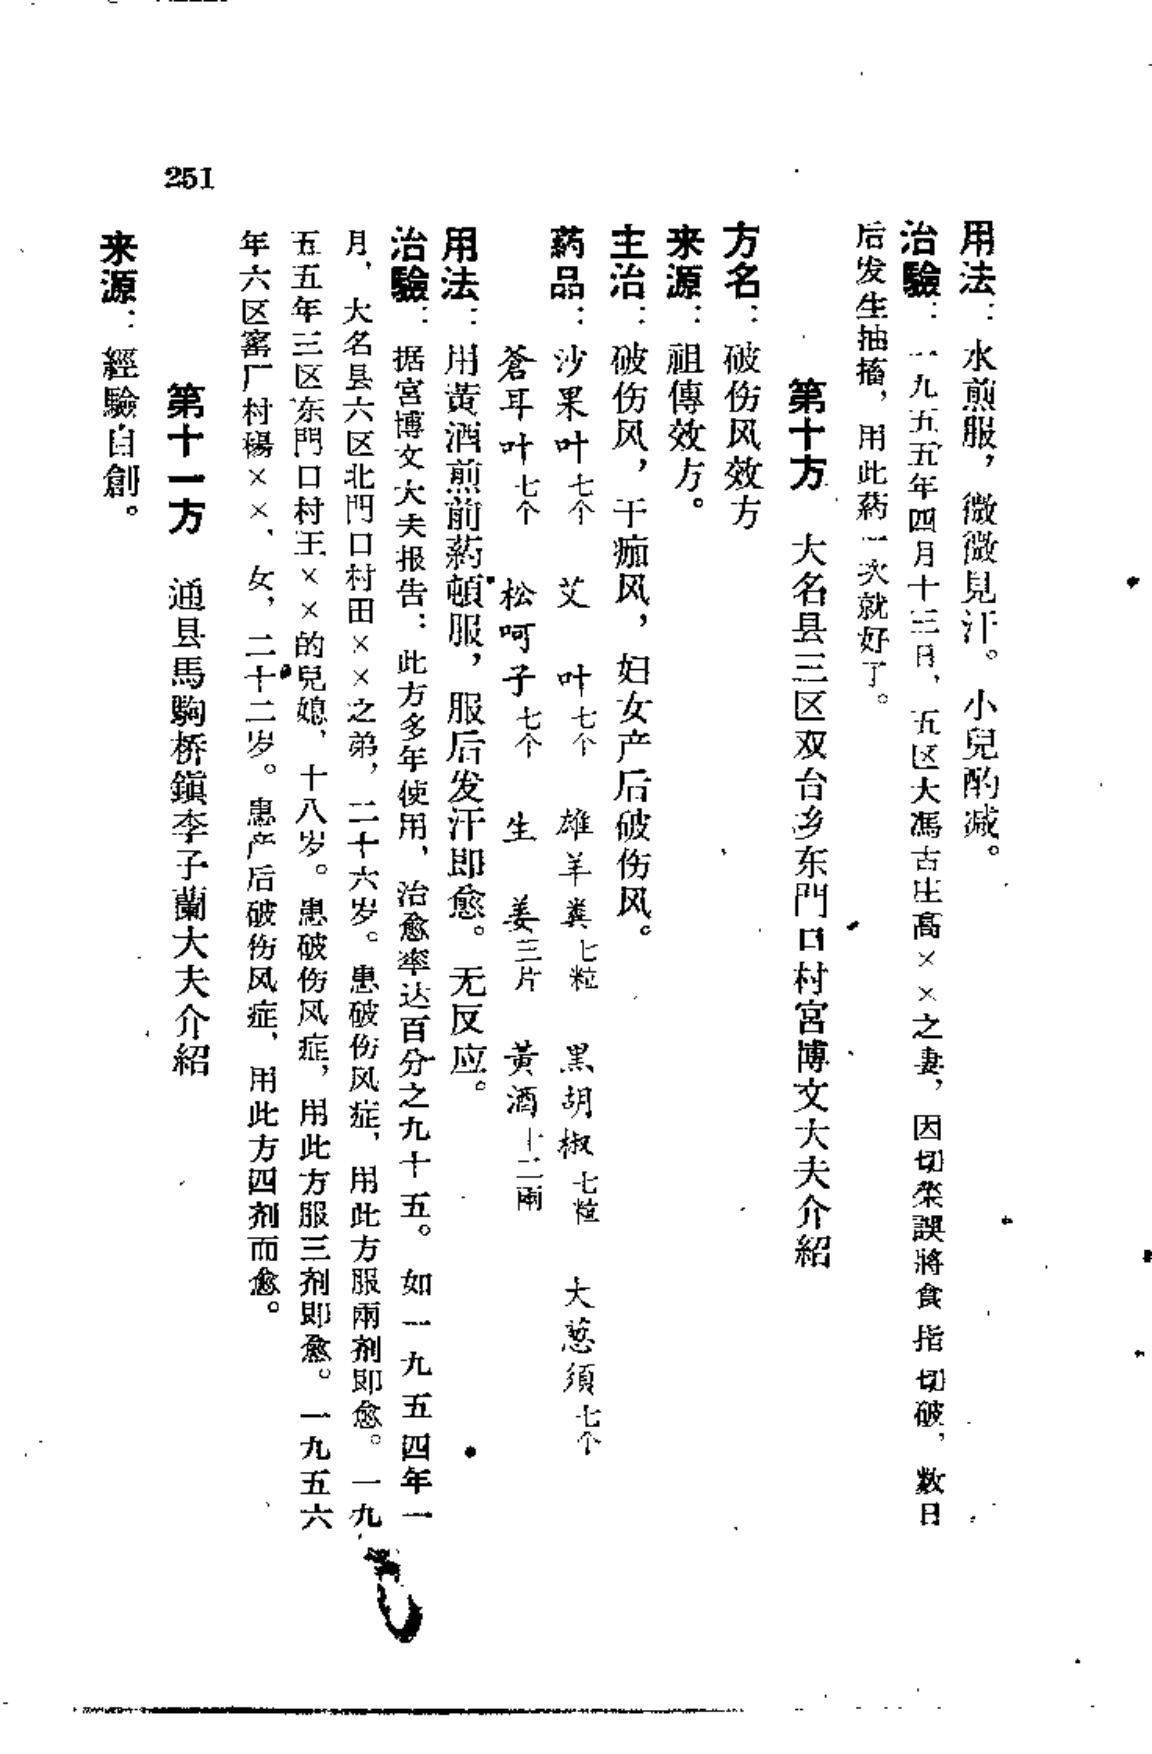 用法：水煎服，微微見汗。小兒酌减。
治驗：一九五五年四月十三日，五区大馮古庄高××之妻，因切菜誤將食指切破，数日
后发生抽搐，用此葯一次就好了。
第十方　大名县三区双台乡东門口村宮博文大夫介紹
方名：破伤风效方
来源：祖傳效方。
主治：破伤风，干痂风，妇女产后破伤风。
葯品：沙果叶七个　艾　叶七个　雄羊粪七粒　黑胡椒七粒　大葱須七个
蒼耳叶七个　松呵子七个　生　姜三片　黃酒十二兩
用法：用黃酒煎前葯頓服，服后发汗即愈。无反应。
治驗：据宮博文大夫报告：此方多年使用，治愈率达百分之九十五。如一九五四年一
月，大名县六区北門口村田××之弟，二十六岁。患破伤风症，用此方服兩剂即愈。一九
五五年三区东門口村王××的兒媳，十八岁。患破伤风症，用此方服三剂即愈。一九五六
年六区窰厂村楊××，女，二十二岁。患产后破伤风症，用此方四剂而愈。
第十一方　通县馬駒桥鎭李子蘭大夫介紹
来源：經驗自創。
251